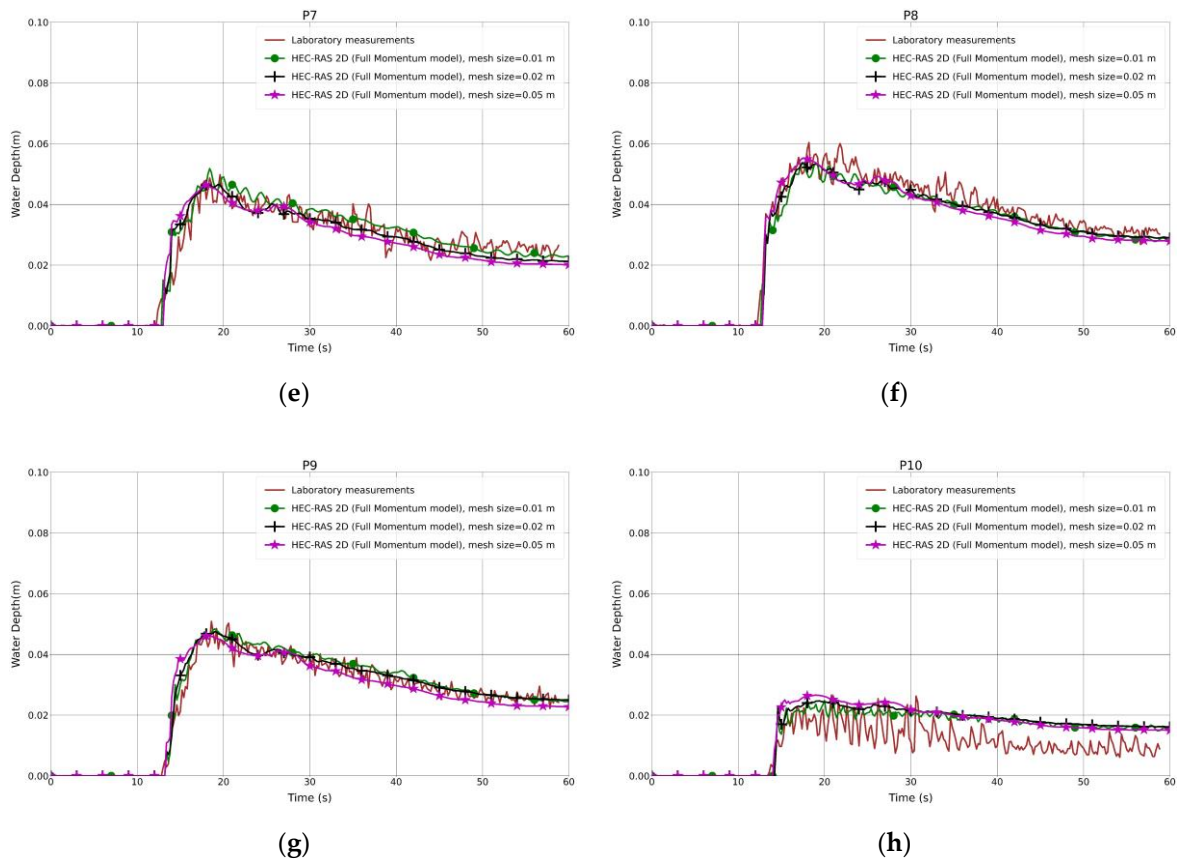 P7
0.10
0.08
0.06
0.04
0.02
0.00
Water Depth(m)
Laboratory measurements
HEC-RAS 2D (Full Momentum model), mesh size=0.01 m
HEC-RAS 2D (Full Momentum model), mesh size=0.02 m
HEC-RAS 2D (Full Momentum model), mesh size=0.05 m
0 10 20 30 40 50 60
Time (s)
(e)
P8
0.10
0.08
0.06
0.04
0.02
0.00
Water Depth(m)
Laboratory measurements
HEC-RAS 2D (Full Momentum model), mesh size=0.01 m
HEC-RAS 2D (Full Momentum model), mesh size=0.02 m
HEC-RAS 2D (Full Momentum model), mesh size=0.05 m
0 10 20 30 40 50 60
Time (s)
(f)
P9
0.10
0.08
0.06
0.04
0.02
0.00
Water Depth(m)
Laboratory measurements
HEC-RAS 2D (Full Momentum model), mesh size=0.01 m
HEC-RAS 2D (Full Momentum model), mesh size=0.02 m
HEC-RAS 2D (Full Momentum model), mesh size=0.05 m
0 10 20 30 40 50 60
Time (s)
(g)
P10
0.10
0.08
0.06
0.04
0.02
0.00
Water Depth(m)
Laboratory measurements
HEC-RAS 2D (Full Momentum model), mesh size=0.01 m
HEC-RAS 2D (Full Momentum model), mesh size=0.02 m
HEC-RAS 2D (Full Momentum model), mesh size=0.05 m
0 10 20 30 40 50 60
Time (s)
(h)